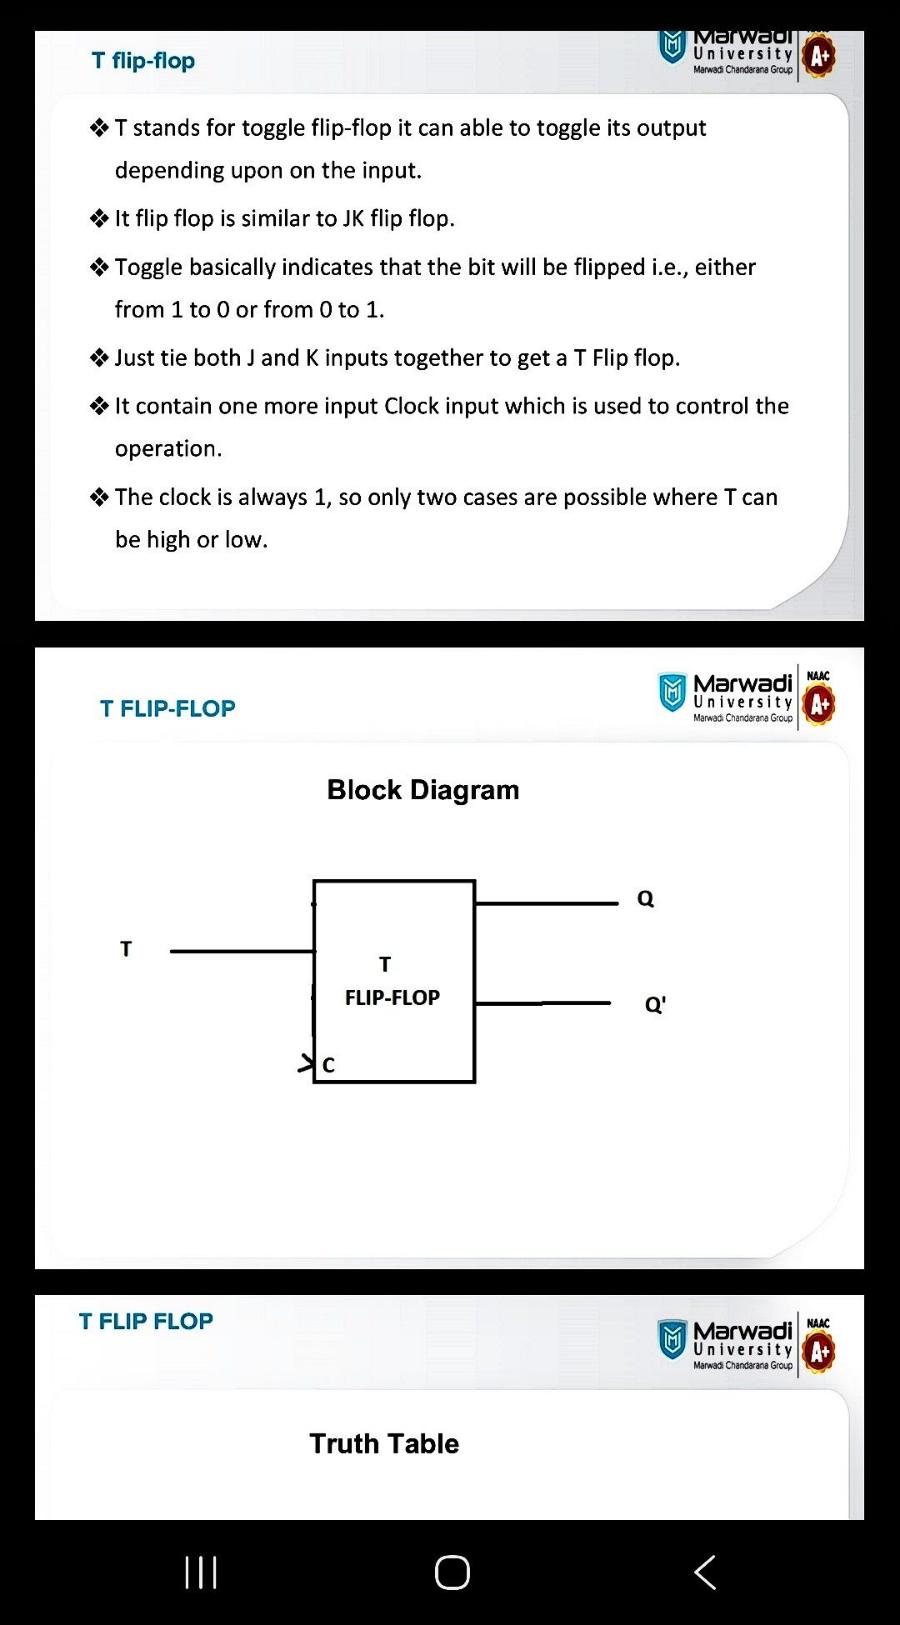 T flip-flop
Marwadi
University
Marwadi Chandarana Group
A+
❖ T stands for toggle flip-flop it can able to toggle its output
depending upon on the input.
❖ It flip flop is similar to JK flip flop.
❖ Toggle basically indicates that the bit will be flipped i.e., either
from 1 to 0 or from 0 to 1.
❖ Just tie both J and K inputs together to get a T Flip flop.
❖ It contain one more input Clock input which is used to control the
operation.
❖ The clock is always 1, so only two cases are possible where T can
be high or low.
T FLIP-FLOP
Marwadi
University
Marwadi Chandarana Group
NAAC
A+
Block Diagram
T
T
FLIP-FLOP
C
Q
Q'
T FLIP FLOP
Marwadi
University
Marwadi Chandarana Group
NAAC
A+
Truth Table